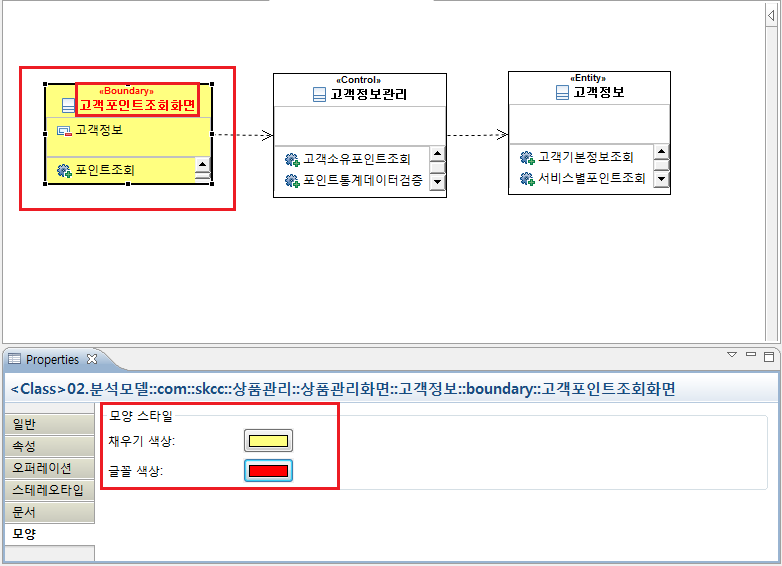 «Boundary»
고객포인트조회화면
고객정보
포인트조회
«Control»
고객정보관리
고객소유포인트조회
포인트통계데이터검증
«Entity»
고객정보
고객기본정보조회
서비스별포인트조회
Properties
<Class>02.분석모델::com::skcc::상품관리::상품관리화면::고객정보::boundary::고객포인트조회화면
일반
속성
오퍼레이션
스테레오타입
문서
모양
모양 스타일
채우기 색상:
글꼴 색상: